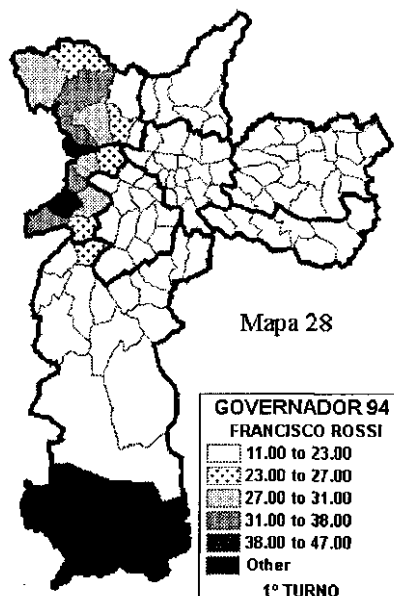 Mapa 28
GOVERNADOR 94
FRANCISCO ROSSI
11.00 to 23.00
23.00 to 27.00
27.00 to 31.00
31.00 to 38.00
38.00 to 47.00
Other
1º TURNO